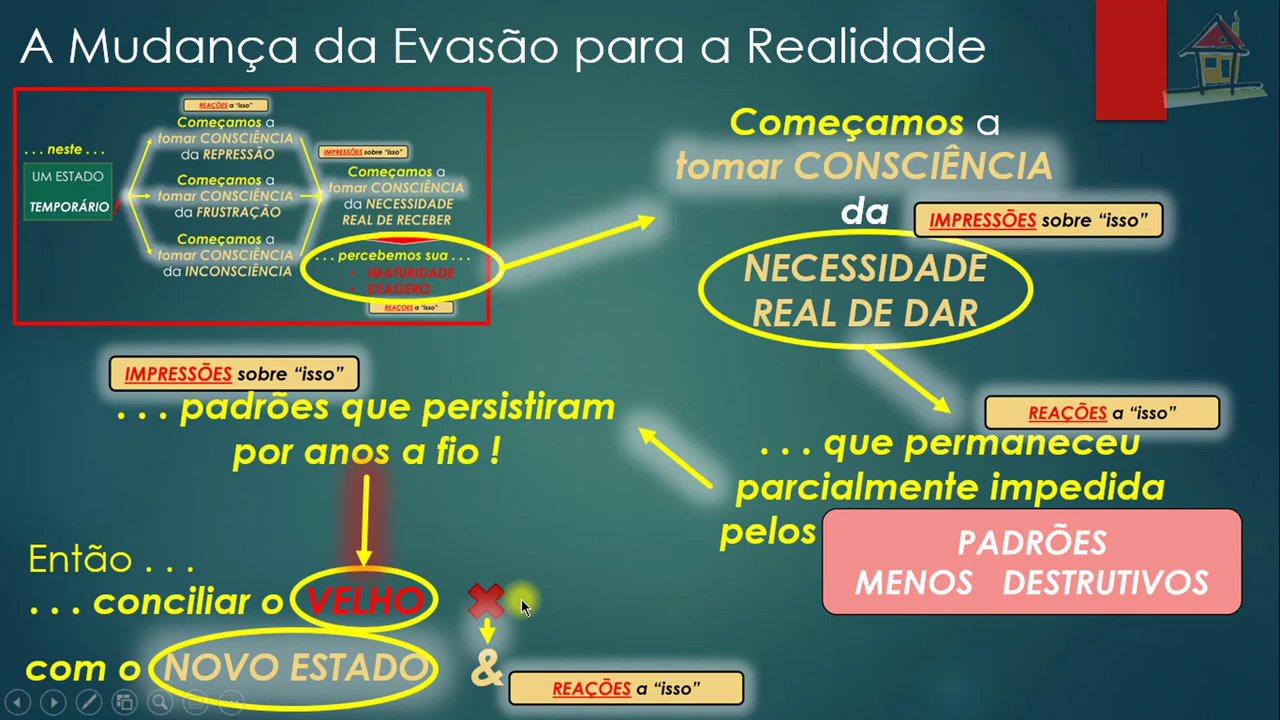 A Mudança da Evasão para a Realidade
REAÇÕES a “isso”
Começamos a
tomar CONSCIÊNCIA
da REPRESSÃO
. . . neste . . .
UM ESTADO
TEMPORÁRIO !
Começamos a
tomar CONSCIÊNCIA
da FRUSTRAÇÃO
Começamos a
tomar CONSCIÊNCIA
da INCONSCIÊNCIA
IMPRESSÕES sobre “isso”
Começamos a
tomar CONSCIÊNCIA
da NECESSIDADE
REAL DE RECEBER
. . . percebemos sua . . .
• IMATURIDADE
• EXAGERO
REAÇÕES a “isso”
Começamos a
tomar CONSCIÊNCIA
da
IMPRESSÕES sobre “isso”
NECESSIDADE
REAL DE DAR
REAÇÕES a “isso”
. . . que permaneceu
parcialmente impedida
pelos
PADRÕES
MENOS DESTRUTIVOS
IMPRESSÕES sobre “isso”
. . . padrões que persistiram
por anos a fio !
Então . . .
. . . conciliar o VELHO
com o NOVO ESTADO &
REAÇÕES a “isso”